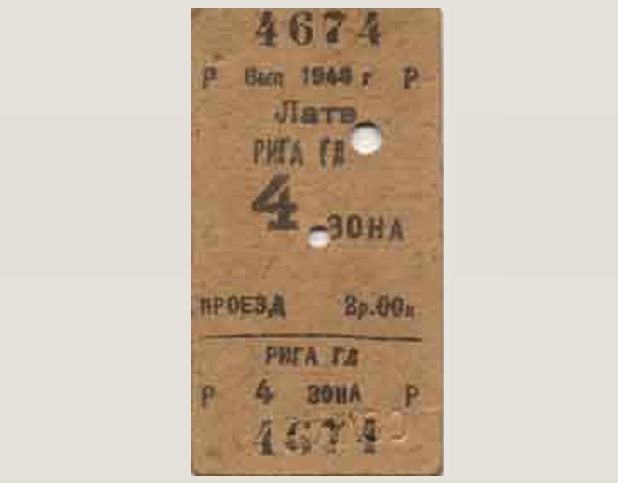 4674
Р Вып 1948 г Р
Латв
РИГА ГЛ
4 ЗОНА
ПРОЕЗД 2р.00к
РИГА ГЛ
Р 4 ЗОНА Р
4674